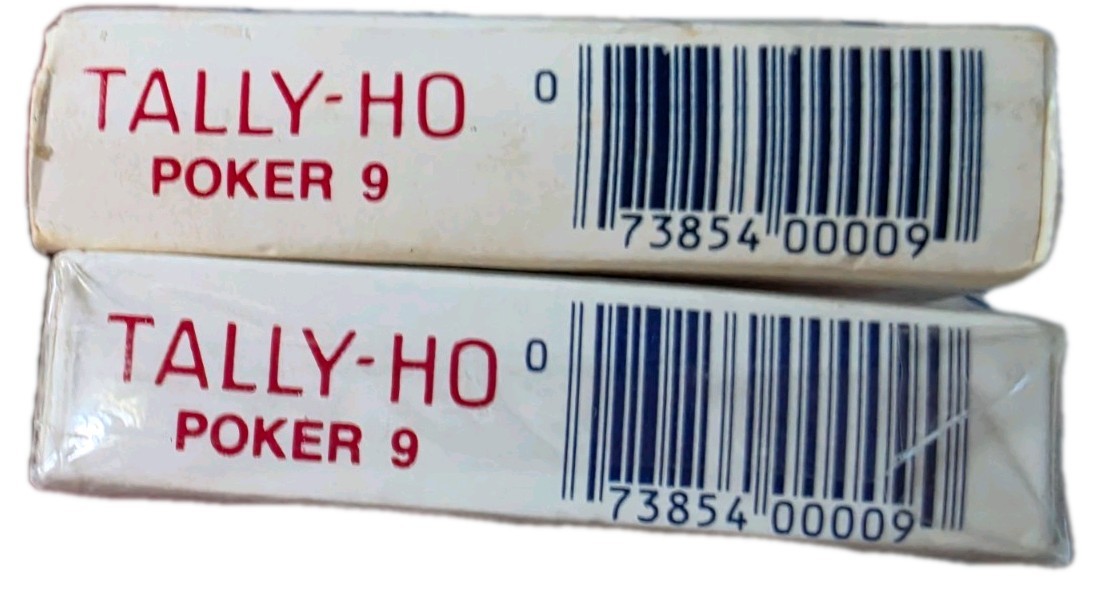 TALLY-HO
POKER 9
0 73854 00009
TALLY-HO
POKER 9
0 73854 00009